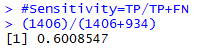 > #Sensitivity=TP/TP+FN
> (1406)/(1406+934)
[1] 0.6008547